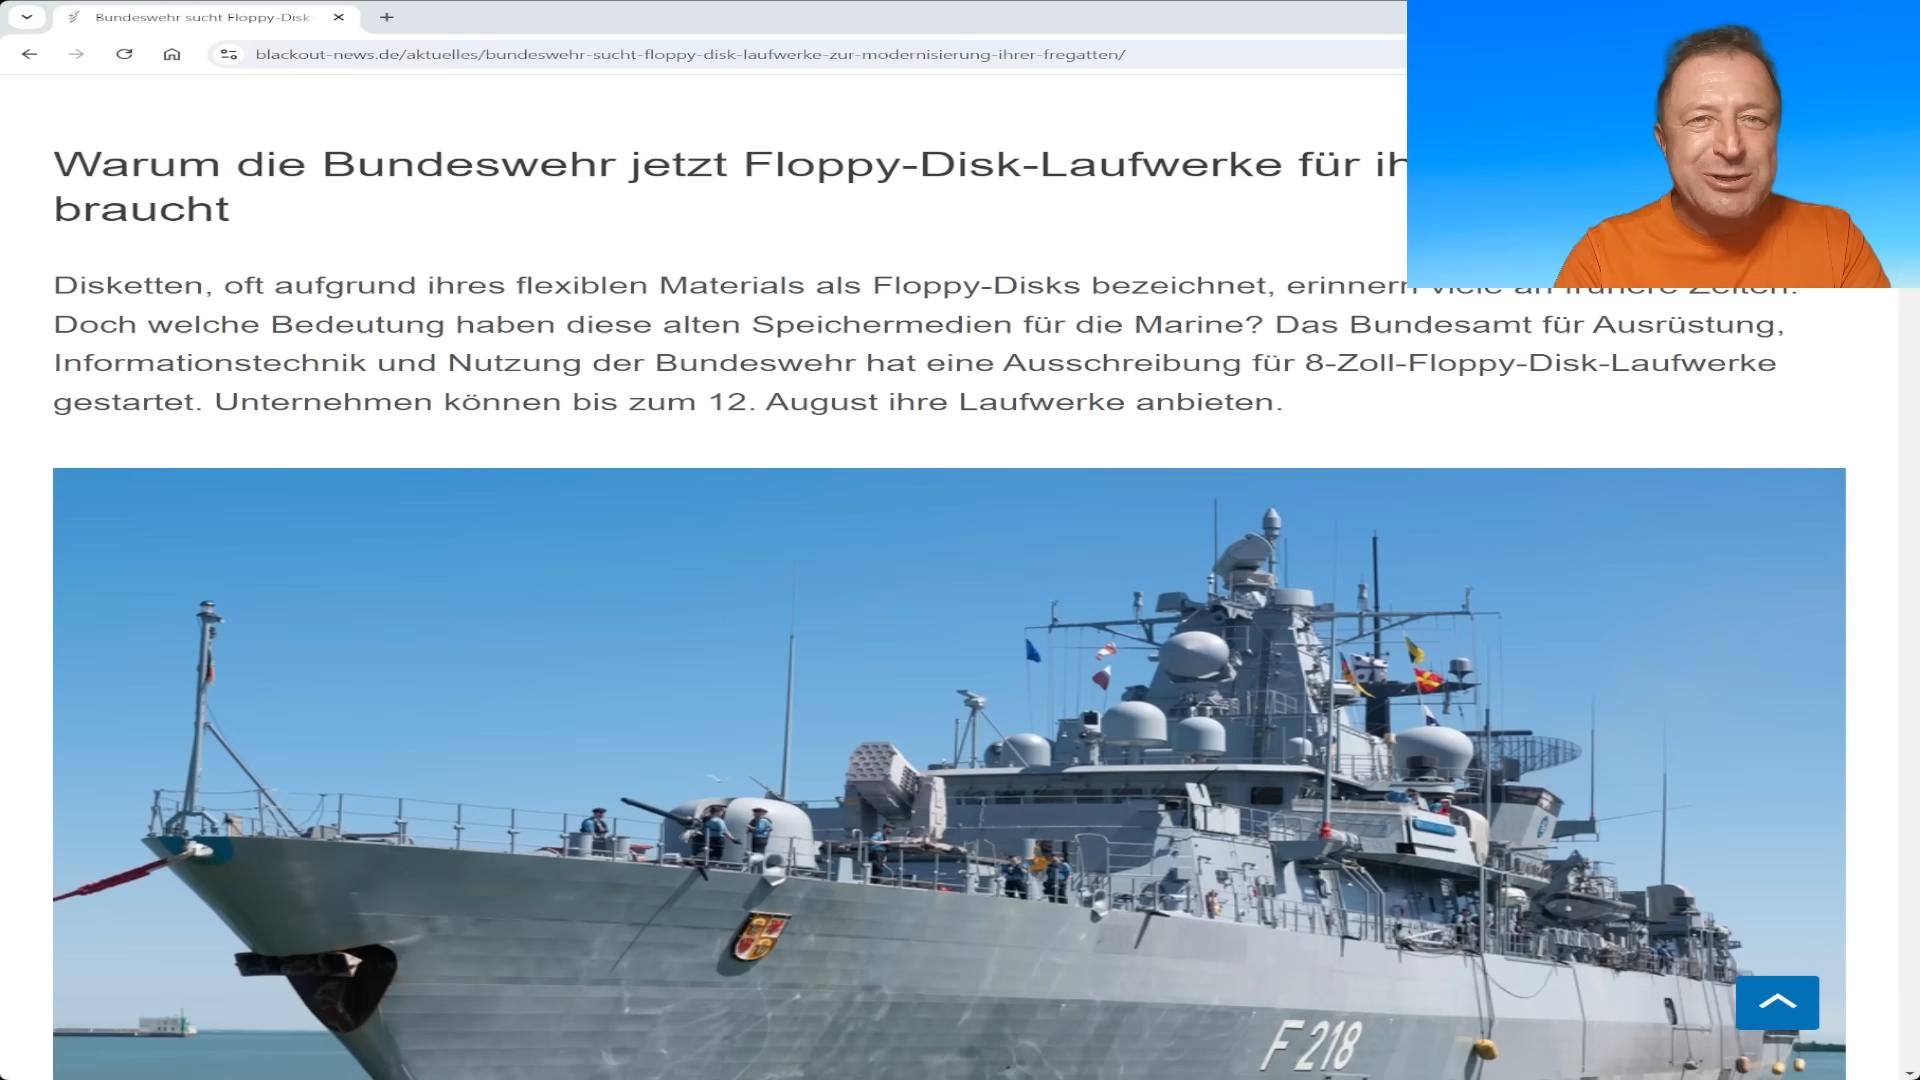 Bundeswehr sucht Floppy-Disk
blackout-news.de/aktuelles/bundeswehr-sucht-floppy-disk-laufwerke-zur-modernisierung-ihrer-fregatten/
Warum die Bundeswehr jetzt Floppy-Disk-Laufwerke für ih
braucht
Disketten, oft aufgrund ihres flexiblen Materials als Floppy-Disks bezeichnet, erinnern viele an frühere Zeiten.
Doch welche Bedeutung haben diese alten Speichermedien für die Marine? Das Bundesamt für Ausrüstung,
Informationstechnik und Nutzung der Bundeswehr hat eine Ausschreibung für 8-Zoll-Floppy-Disk-Laufwerke
gestartet. Unternehmen können bis zum 12. August ihre Laufwerke anbieten.
F 218